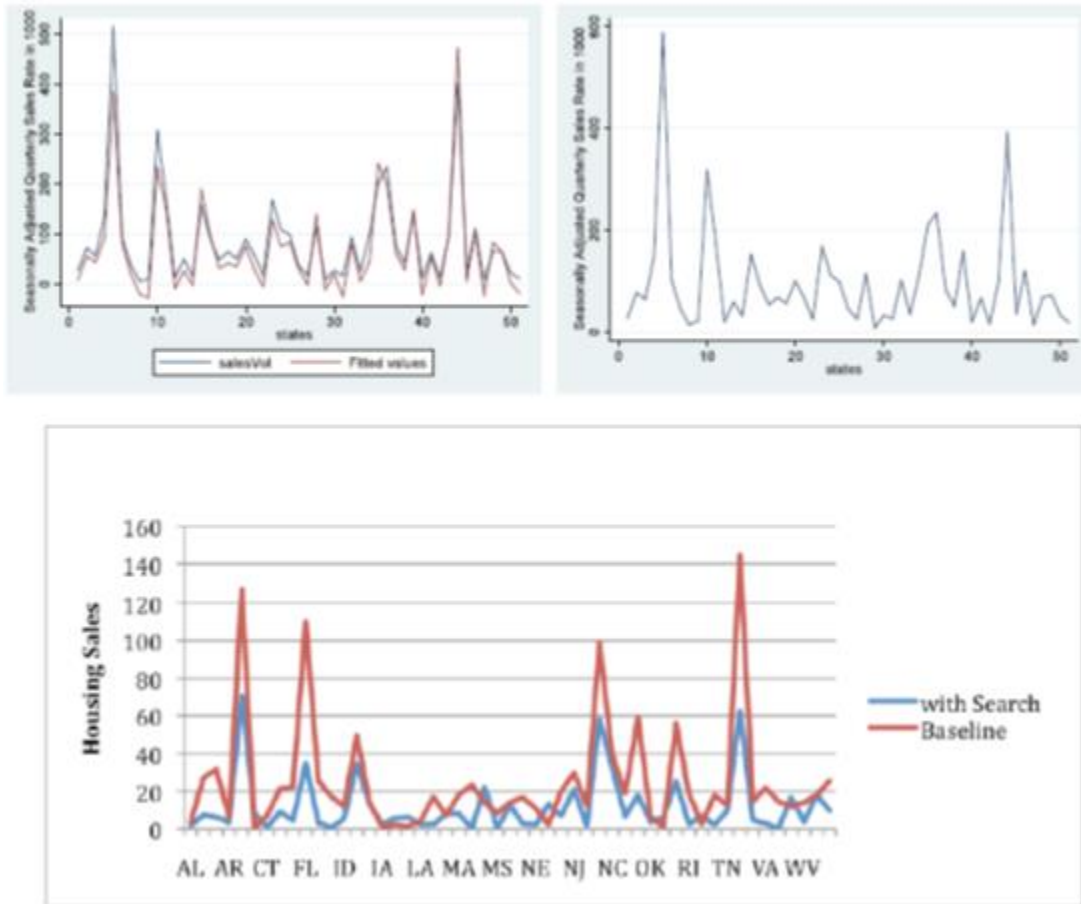 Seasonally Adjusted Quarterly Sales Rate in 1000
500
400
300
200
100
0
0 10 20 30 40 50
states
salesVol Fitted values
Seasonally Adjusted Quarterly Sales Rate in 1000
600
400
200
0
0 10 20 30 40 50
states
Housing Sales
160
140
120
100
80
60
40
20
0
AL AR CT FL ID IA LA MA MS NE NJ NC OK RI TN VA WV
with Search
Baseline